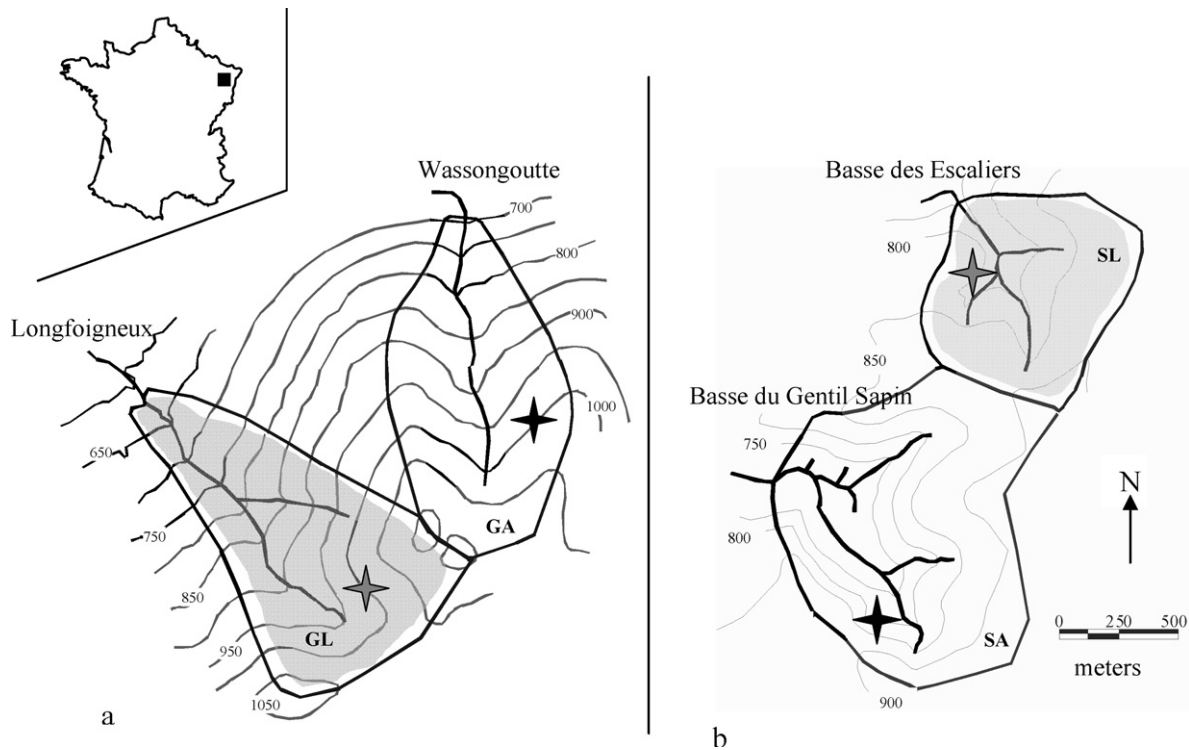 Wassongoutte
700
800
900
1000
Longfoigneux
650
750
850
950
1050
GL
GA
a
Basse des Escaliers
800
SL
850
Basse du Gentil Sapin
750
800
N
SA
900
0 250 500
meters
b